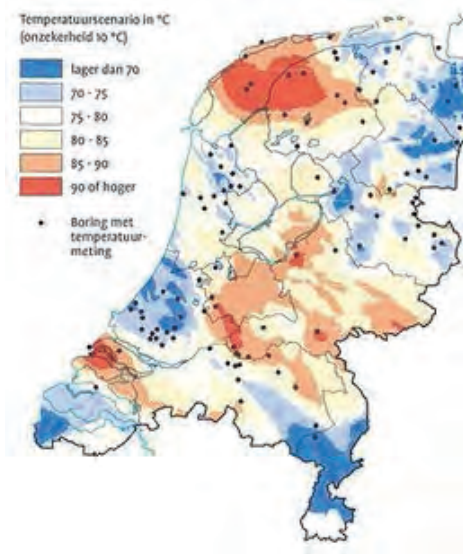 Temperatuurscenario in °C
(onzekerheid 10 °C)
lager dan 70
70 - 75
75 - 80
80 - 85
85 - 90
90 of hoger
Boring met
temperatuur-
meting